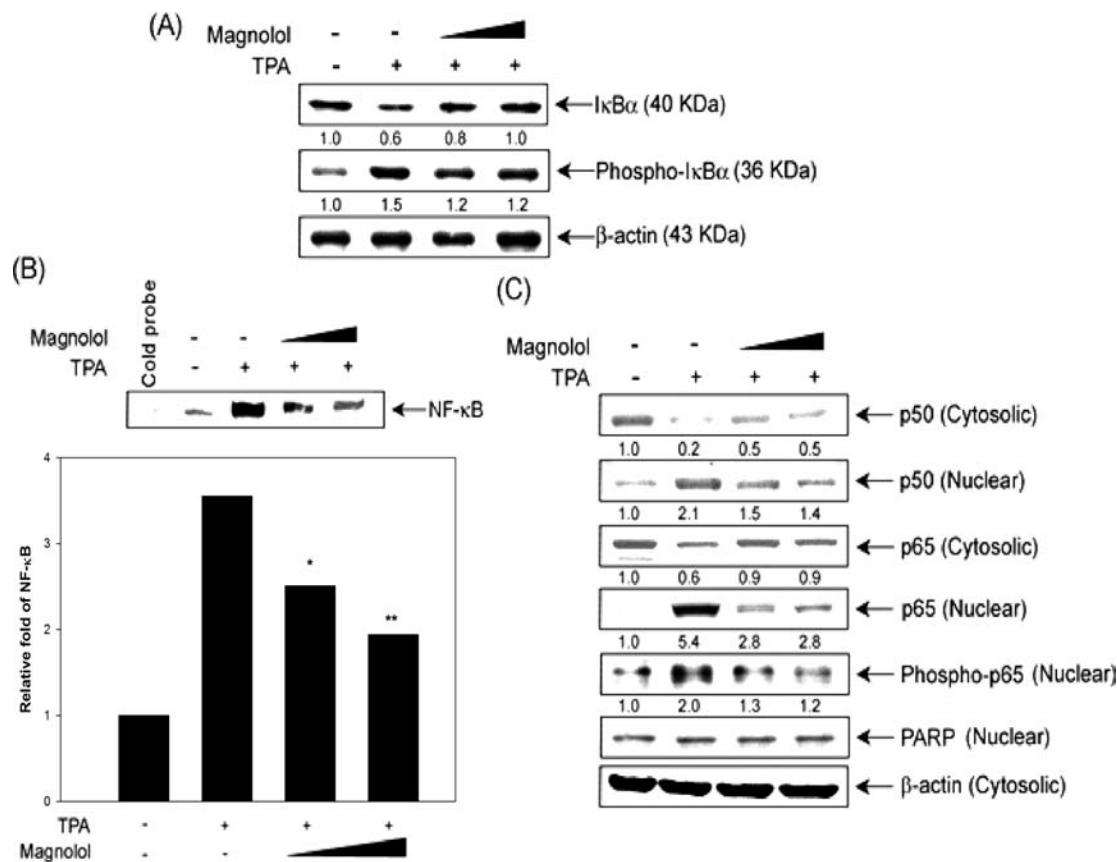 (A)
Magnolol - -
TPA - + + +
IκBα (40 KDa)
1.0 0.6 0.8 1.0
Phospho-IκBα (36 KDa)
1.0 1.5 1.2 1.2
β-actin (43 KDa)
(B)
Cold probe
Magnolol - -
TPA - + + +
NF-κB
Relative fold of NF-κB
4
3
2
1
0
*
**
TPA - + + +
Magnolol - -
(C)
Magnolol - -
TPA - + + +
p50 (Cytosolic)
1.0 0.2 0.5 0.5
p50 (Nuclear)
1.0 2.1 1.5 1.4
p65 (Cytosolic)
1.0 0.6 0.9 0.9
p65 (Nuclear)
1.0 5.4 2.8 2.8
Phospho-p65 (Nuclear)
1.0 2.0 1.3 1.2
PARP (Nuclear)
β-actin (Cytosolic)